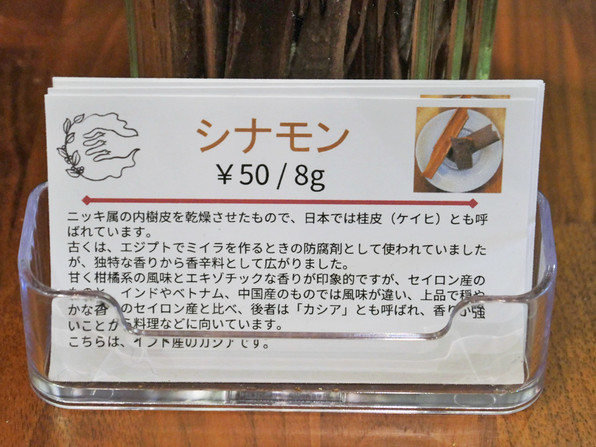 シナモン
￥50 / 8g
ニッキ属の内樹皮を乾燥させたもので、日本では桂皮（ケイヒ）とも呼
ばれています。
古くは、エジプトでミイラを作るときの防腐剤として使われていました
が、独特な香りから香辛料として広がりました。
甘く柑橘系の風味とエキゾチックな香りが印象的ですが、セイロン産の
、インドやベトナム、中国産のものでは風味が違い、上品で穏や
かな香りのセイロン産と比べ、後者は「カシア」とも呼ばれ、香りが強
いことから料理などに向いています。
こちらは、インド産のカシアです。